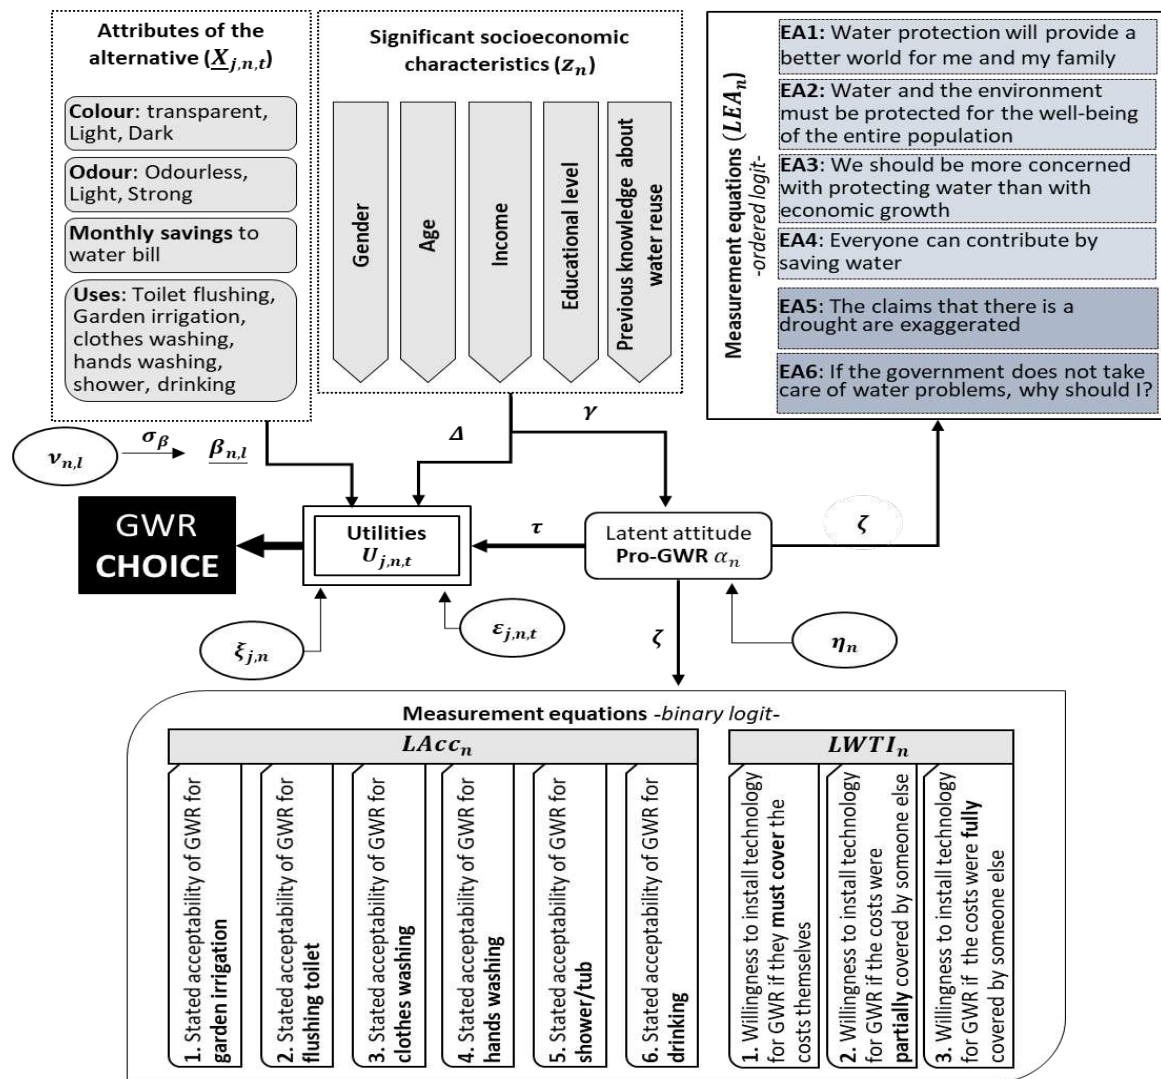 Attributes of the
alternative (X_{j,n,t})
Colour: transparent,
Light, Dark
Odour: Odourless,
Light, Strong
Monthly savings to
water bill
Uses: Toilet flushing,
Garden irrigation,
clothes washing,
hands washing,
shower, drinking
Significant socioeconomic
characteristics (z_n)
Gender
Age
Income
Educational level
Previous knowledge about
water reuse
Measurement equations (LEA_n)
-ordered logit-
EA1: Water protection will provide a
better world for me and my family
EA2: Water and the environment
must be protected for the well-being
of the entire population
EA3: We should be more concerned
with protecting water than with
economic growth
EA4: Everyone can contribute by
saving water
EA5: The claims that there is a
drought are exaggerated
EA6: If the government does not take
care of water problems, why should I?
ν_{n,l}
σ_β
β_{n,l}
Δ
γ
GWR
CHOICE
Utilities
U_{j,n,t}
τ
Latent attitude
Pro-GWR α_n
ζ
ξ_{j,n}
ε_{j,n,t}
ζ
η_n
Measurement equations -binary logit-
LAcc_n
1. Stated acceptability of GWR for
garden irrigation
2. Stated acceptability of GWR for
flushing toilet
3. Stated acceptability of GWR for
clothes washing
4. Stated acceptability of GWR for
hands washing
5. Stated acceptability of GWR for
shower/tub
6. Stated acceptability of GWR for
drinking
LWTI_n
1. Willingness to install technology
for GWR if they must cover the
costs themselves
2. Willingness to install technology
for GWR if the costs were
partially covered by someone else
3. Willingness to install technology
for GWR if the costs were fully
covered by someone else